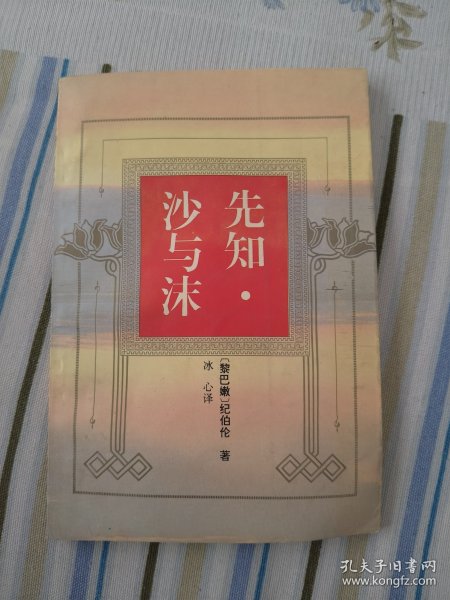 先知·
沙与沫
〔黎巴嫩〕纪伯伦 著
冰 心译
孔夫子旧书网
www.kongfz.com